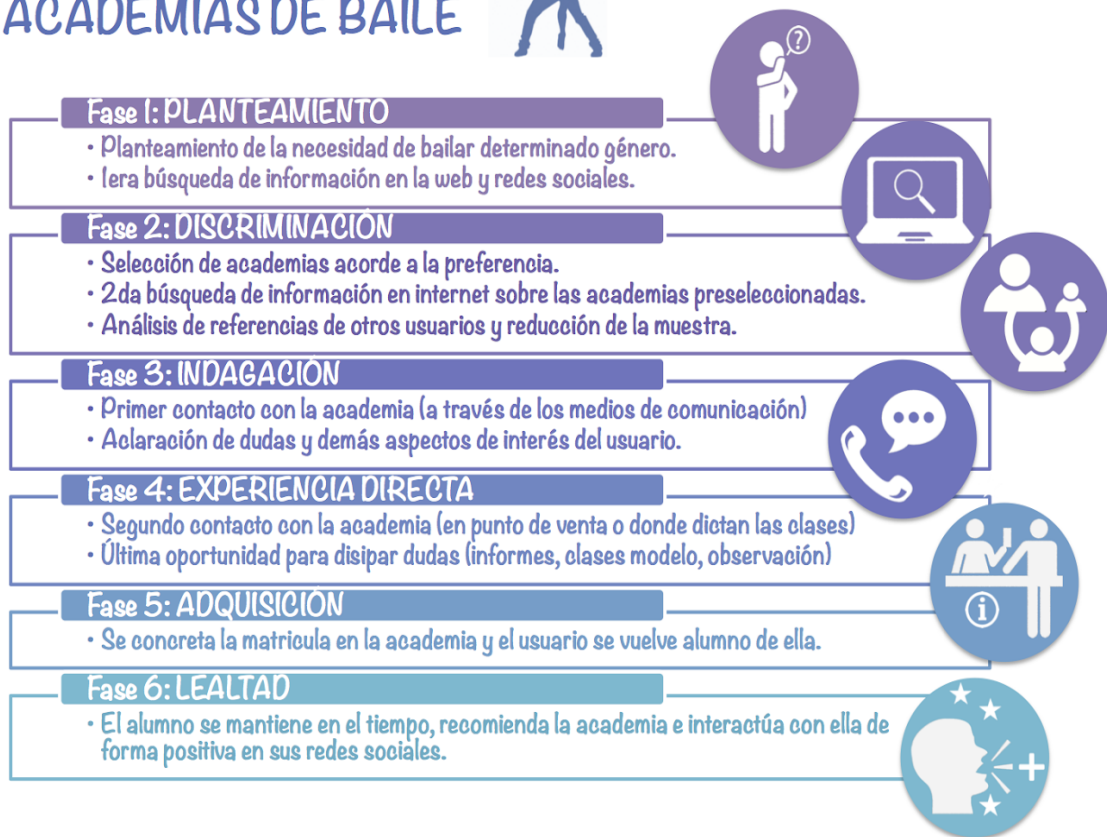 ACADEMIAS DE BAILE
Fase 1: PLANTEAMIENTO
• Planteamiento de la necesidad de bailar determinado género.
• 1era búsqueda de información en la web y redes sociales.
Fase 2: DISCRIMINACIÓN
• Selección de academias acorde a la preferencia.
• 2da búsqueda de información en internet sobre las academias preseleccionadas.
• Análisis de referencias de otros usuarios y reducción de la muestra.
Fase 3: INDAGACIÓN
• Primer contacto con la academia (a través de los medios de comunicación)
• Aclaración de dudas y demás aspectos de interés del usuario.
Fase 4: EXPERIENCIA DIRECTA
• Segundo contacto con la academia (en punto de venta o donde dictan las clases)
• Última oportunidad para disipar dudas (informes, clases modelo, observación)
Fase 5: ADQUISICIÓN
• Se concreta la matricula en la academia y el usuario se vuelve alumno de ella.
Fase 6: LEALTAD
• El alumno se mantiene en el tiempo, recomienda la academia e interactúa con ella de
forma positiva en sus redes sociales.